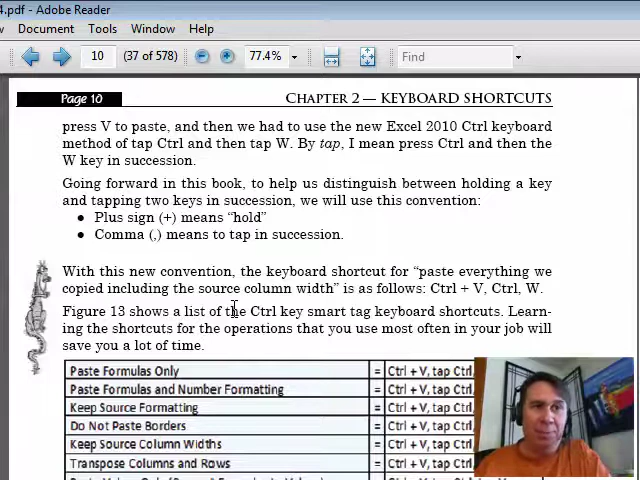 4.pdf - Adobe Reader
Document Tools Window Help
10 (37 of 578) 77.4% Find
Page 10 CHAPTER 2 — KEYBOARD SHORTCUTS
press V to paste, and then we had to use the new Excel 2010 Ctrl keyboard
method of tap Ctrl and then tap W. By tap, I mean press Ctrl and then the
W key in succession.
Going forward in this book, to help us distinguish between holding a key
and tapping two keys in succession, we will use this convention:
● Plus sign (+) means “hold”
● Comma (,) means to tap in succession.
With this new convention, the keyboard shortcut for “paste everything we
copied including the source column width” is as follows: Ctrl + V, Ctrl, W.
Figure 13 shows a list of the Ctrl key smart tag keyboard shortcuts. Learn-
ing the shortcuts for the operations that you use most often in your job will
save you a lot of time.
Paste Formulas Only = Ctrl + V, tap Ctrl,
Paste Formulas and Number Formatting = Ctrl + V, tap Ctrl,
Keep Source Formatting = Ctrl + V, tap Ctrl,
Do Not Paste Borders = Ctrl + V, tap Ctrl,
Keep Source Column Widths = Ctrl + V, tap Ctrl,
Transpose Columns and Rows = Ctrl + V, tap Ctrl,